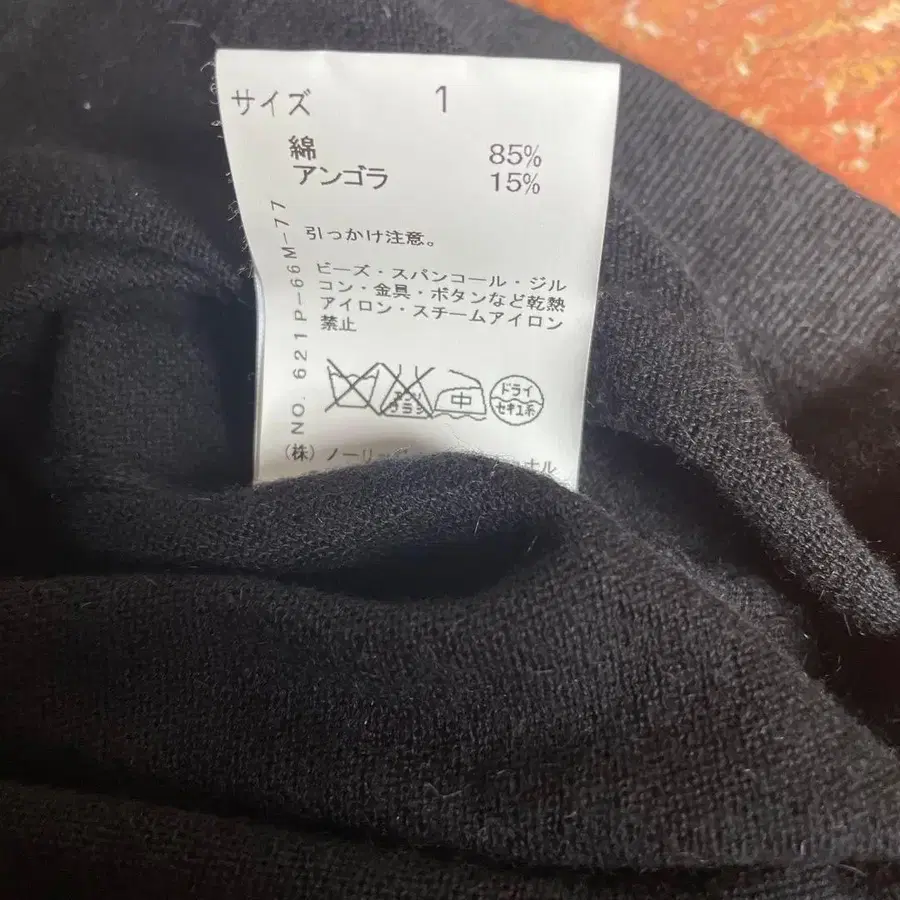 サイズ 1
綿 85%
アンゴラ 15%
引っかけ注意。
ビーズ・スパンコール・ジル
コン・金具・ボタンなど乾熱
アイロン・スチームアイロン
禁止
中
ドライ
セキユ系
NO. 621P-66M-77
(株) ノーリ